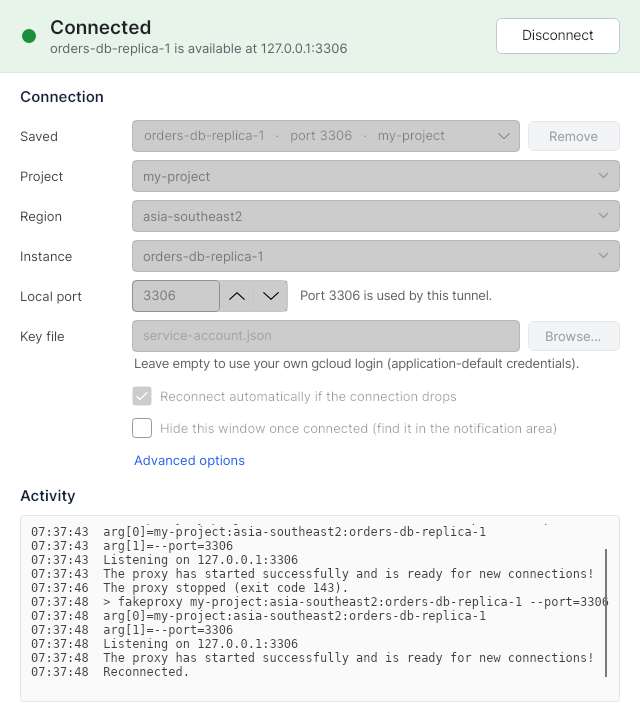 Connected
orders-db-replica-1 is available at 127.0.0.1:3306
Disconnect
Connection
Saved
orders-db-replica-1 · port 3306 · my-project
Remove
Project
my-project
Region
asia-southeast2
Instance
orders-db-replica-1
Local port
3306
Port 3306 is used by this tunnel.
Key file
service-account.json
Browse...
Leave empty to use your own gcloud login (application-default credentials).
Reconnect automatically if the connection drops
Hide this window once connected (find it in the notification area)
Advanced options
Activity
07:37:43 arg[0]=my-project:asia-southeast2:orders-db-replica-1
07:37:43 arg[1]=--port=3306
07:37:43 Listening on 127.0.0.1:3306
07:37:43 The proxy has started successfully and is ready for new connections!
07:37:46 The proxy stopped (exit code 143).
07:37:48 > fakeproxy my-project:asia-southeast2:orders-db-replica-1 --port=3306
07:37:48 arg[0]=my-project:asia-southeast2:orders-db-replica-1
07:37:48 arg[1]=--port=3306
07:37:48 Listening on 127.0.0.1:3306
07:37:48 The proxy has started successfully and is ready for new connections!
07:37:48 Reconnected.